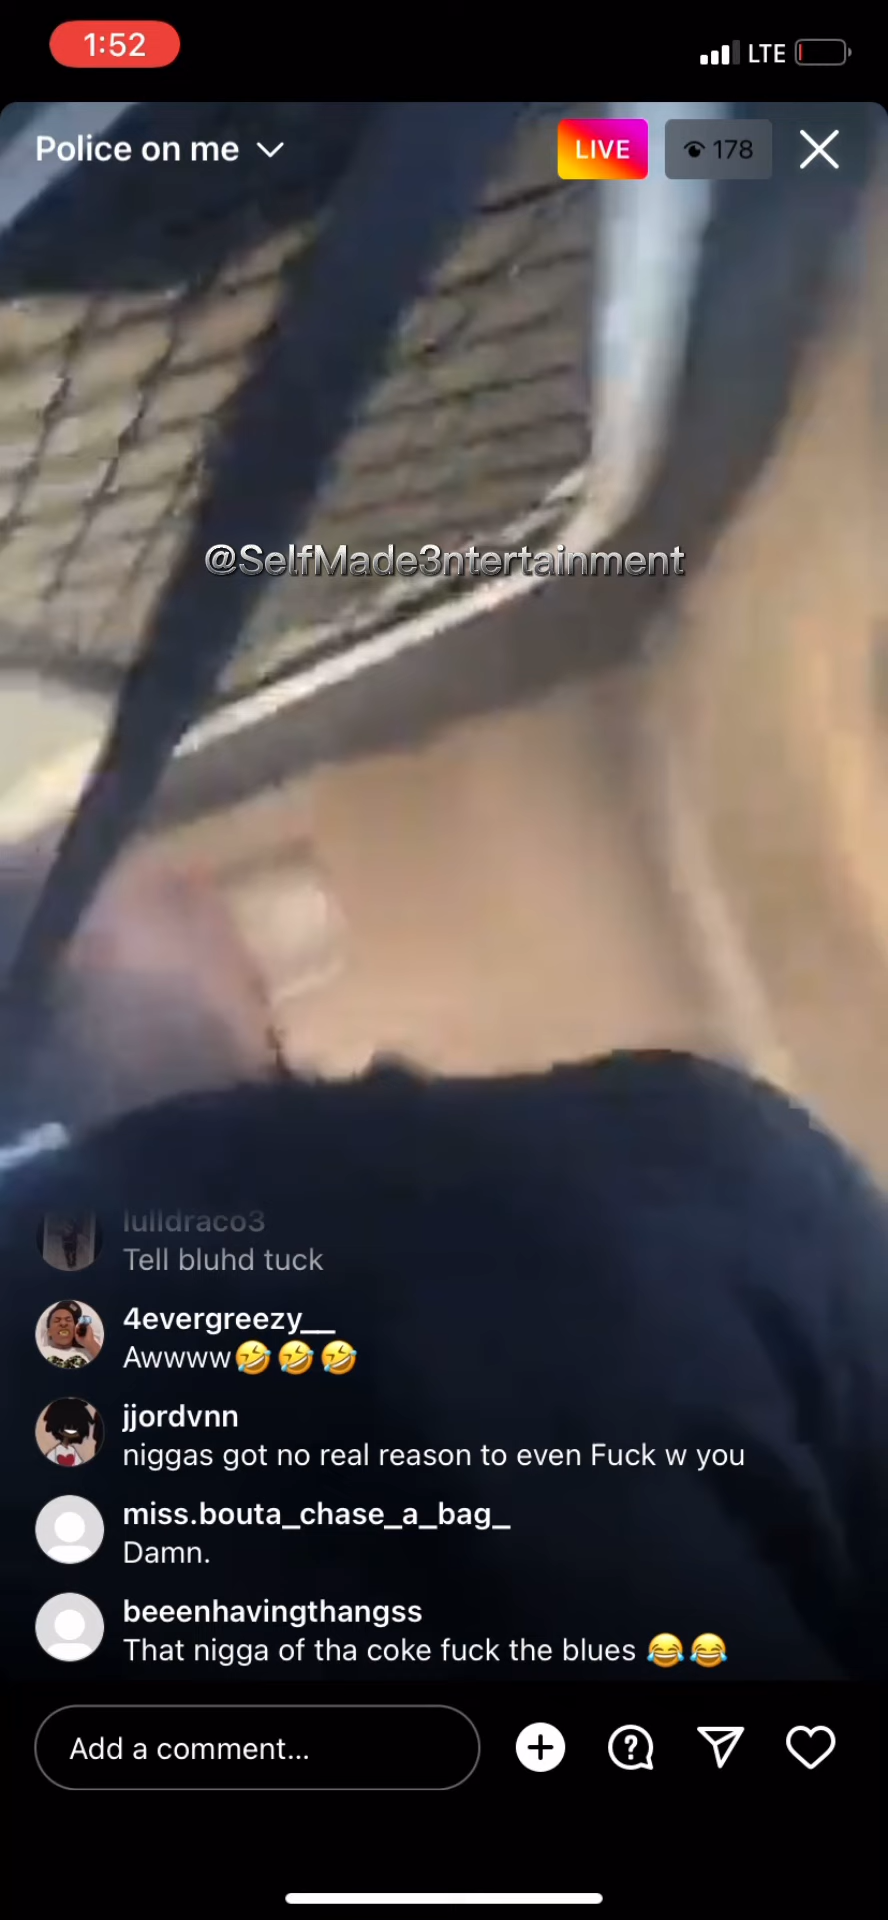 1:52
LTE
Police on me
LIVE
178
@SelfMade3ntertainment
lulldraco3
Tell bluhd tuck
4evergreezy__
Awwww🤣🤣🤣
jjordvnn
niggas got no real reason to even Fuck w you
miss.bouta_chase_a_bag_
Damn.
beeenhavingthangss
That nigga of tha coke fuck the blues 😂😂
Add a comment...